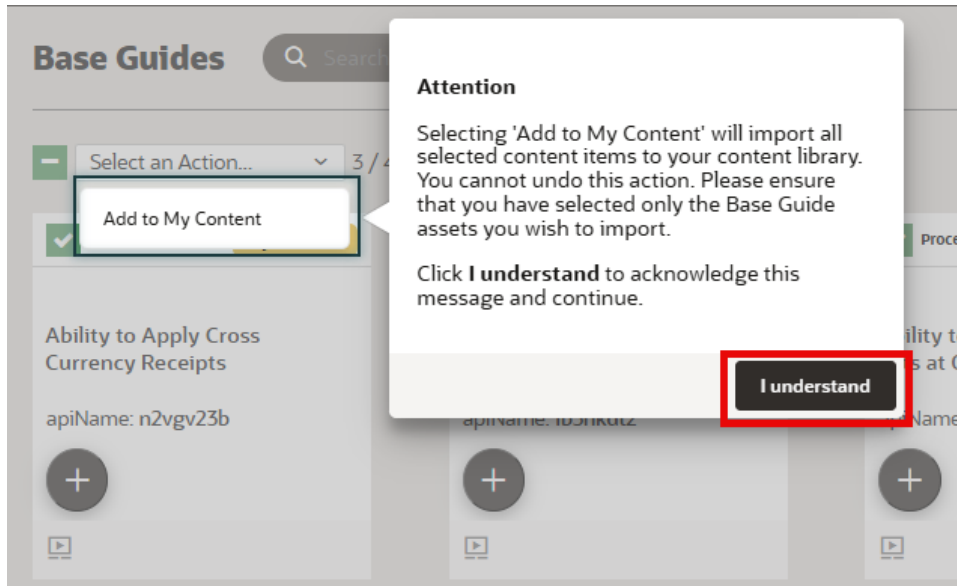 Base Guides
Search
Select an Action...
3 /
Add to My Content
Attention
Selecting 'Add to My Content' will import all
selected content items to your content library.
You cannot undo this action. Please ensure
that you have selected only the Base Guide
assets you wish to import.
Click I understand to acknowledge this
message and continue.
I understand
Ability to Apply Cross
Currency Receipts
apiName: n2vgv23b
apiName: